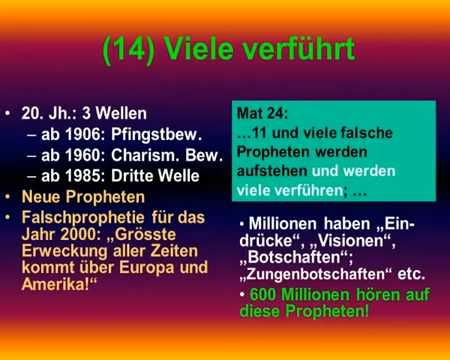 (14) Viele verführt
• 20. Jh.: 3 Wellen
– ab 1906: Pfingstbew.
– ab 1960: Charism. Bew.
– ab 1985: Dritte Welle
• Neue Propheten
• Falschprophetie für das
Jahr 2000: „Grösste
Erweckung aller Zeiten
kommt über Europa und
Amerika!“
Mat 24:
…11 und viele falsche
Propheten werden
aufstehen und werden
viele verführen; …
• Millionen haben „Ein-
drücke“, „Visionen“,
„Botschaften“;
„Zungenbotschaften“ etc.
• 600 Millionen hören auf
diese Propheten!